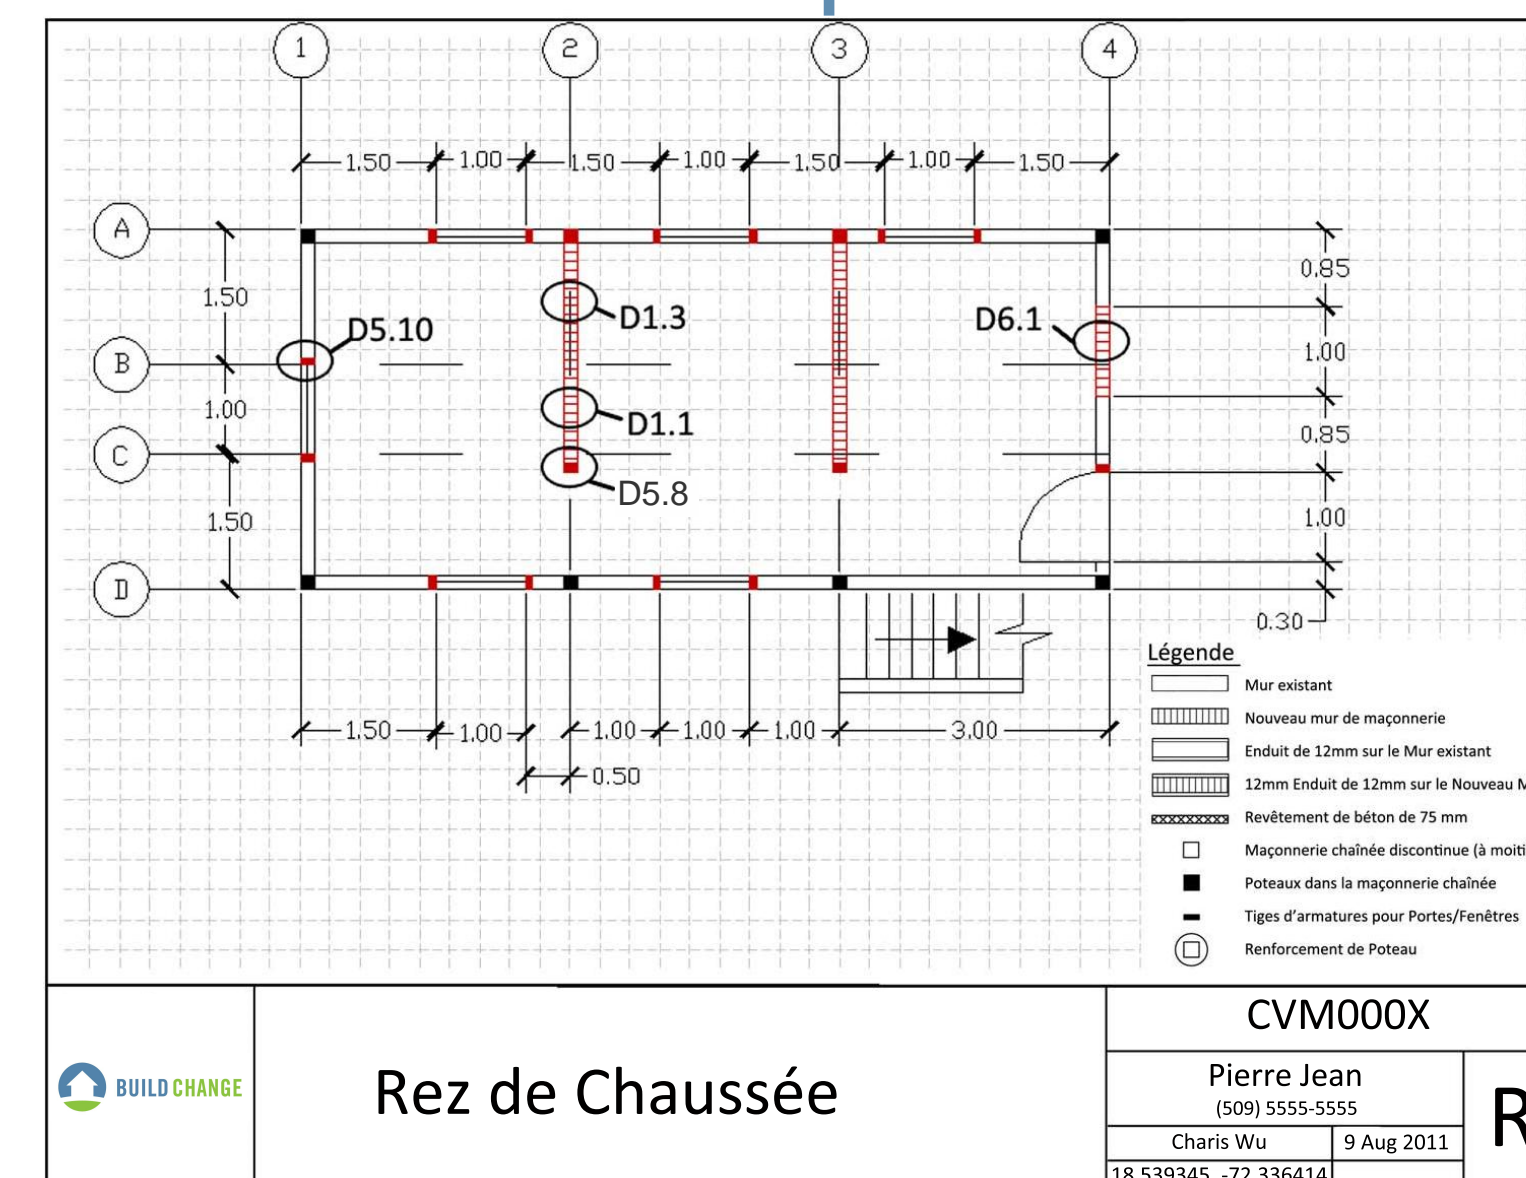 1 2 3 4
1.50 1.00 1.50 1.00 1.50 1.00 1.50
A
0.85
1.50
D1.3
D6.1
D5.10
1.00
B
1.00
D1.1
0.85
C
D5.8
1.50
1.00
D
0.30
Légende
Mur existant
Nouveau mur de maçonnerie
Enduit de 12mm sur le Mur existant
12mm Enduit de 12mm sur le Nouveau M
Revêtement de béton de 75 mm
Maçonnerie chaînée discontinue (à moiti
Poteaux dans la maçonnerie chaînée
Tiges d’armatures pour Portes/Fenêtres
Renforcement de Poteau
1.50 1.00 1.00 1.00 1.00 3.00
0.50
BUILD CHANGE
Rez de Chaussée
CVM000X
Pierre Jean
(509) 5555-5555
Charis Wu
9 Aug 2011
18.539345, -72.336414
R